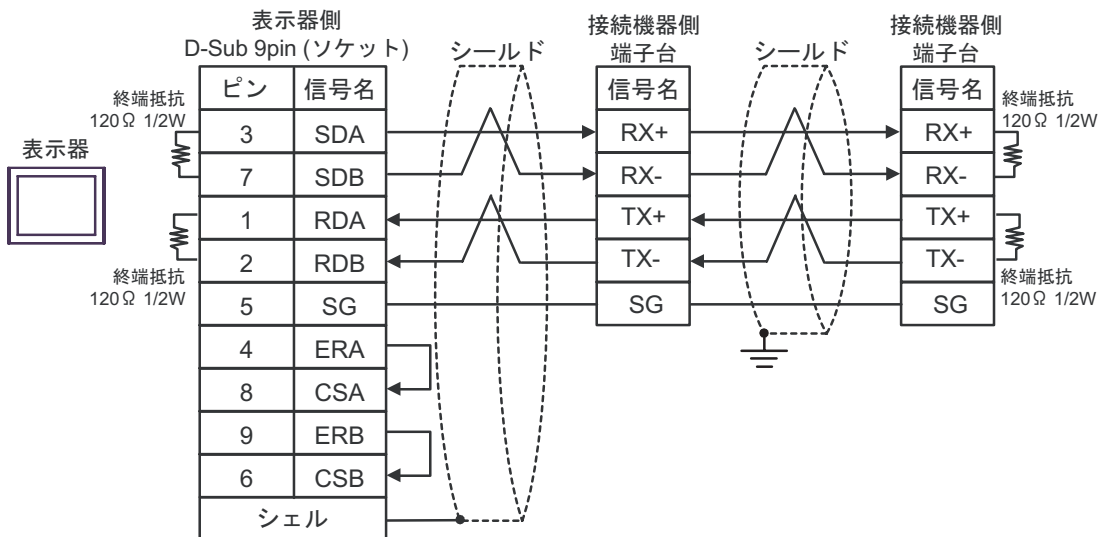 表示器側
D-Sub 9pin (ソケット)
シールド
接続機器側
端子台
シールド
接続機器側
端子台
表示器
終端抵抗
120Ω 1/2W
終端抵抗
120Ω 1/2W
ピン 信号名
3 SDA
7 SDB
1 RDA
2 RDB
5 SG
4 ERA
8 CSA
9 ERB
6 CSB
シェル
信号名
RX+
RX-
TX+
TX-
SG
信号名
RX+
RX-
TX+
TX-
SG
終端抵抗
120Ω 1/2W
終端抵抗
120Ω 1/2W